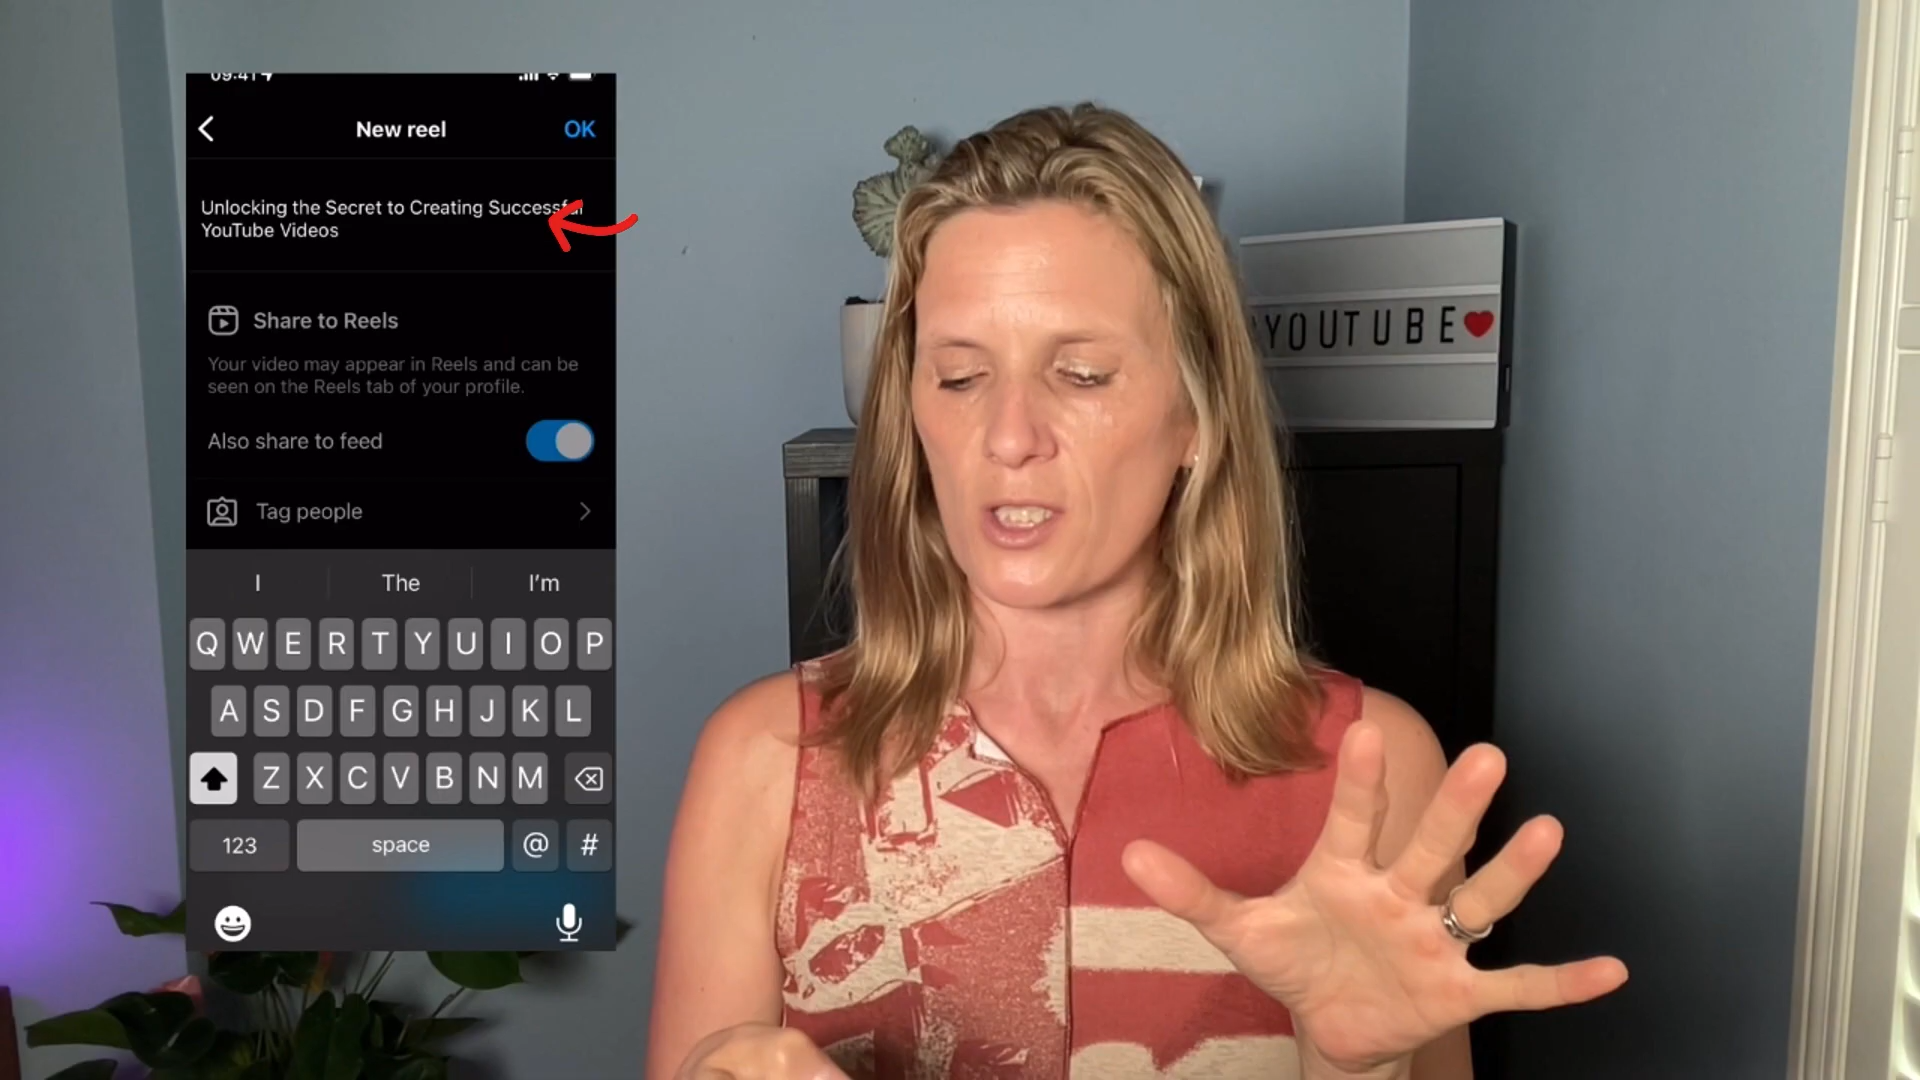 09:41
New reel
OK
Unlocking the Secret to Creating Successful
YouTube Videos
Share to Reels
Your video may appear in Reels and can be
seen on the Reels tab of your profile.
Also share to feed
Tag people
I The I'm
Q W E R T Y U I O P
A S D F G H J K L
Z X C V B N M
123 space @ #
YOUTUBE